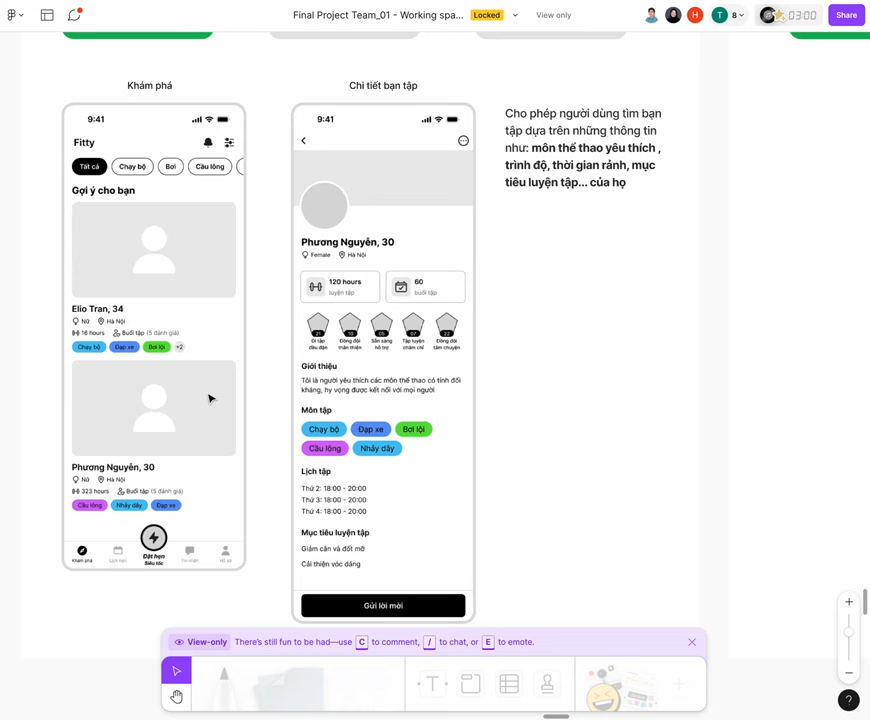 Final Project Team_01 - Working spa...
Locked
View only
H
T
8
03:00
Share
Khám phá
9:41
Fitty
Tất cả
Chạy bộ
Bơi
Cầu lông
Gợi ý cho bạn
Elio Tran, 34
Nữ
Hà Nội
16 hours
Buổi tập (5 đánh giá)
Chạy bộ
Đạp xe
Bơi lội
+2
Phương Nguyễn, 30
Nữ
Hà Nội
323 hours
Buổi tập (5 đánh giá)
Cầu lông
Nhảy dây
Đạp xe
Khám phá
Lịch học
Đặt hẹn
Siêu tốc
Tin nhắn
Hồ sơ
Chi tiết bạn tập
9:41
Phương Nguyễn, 30
Female
Hà Nội
120 hours
luyện tập
60
buổi tập
21
10
05
07
22
Đi tập
đều đặn
Đồng đội
thân thiện
Sẵn sàng
hỗ trợ
Tập luyện
chăm chỉ
Đồng đội
tám chuyện
Giới thiệu
Tôi là người yêu thích các môn thể thao có tính đối
kháng, hy vọng được kết nối với mọi người
Môn tập
Chạy bộ
Đạp xe
Bơi lội
Cầu lông
Nhảy dây
Lịch tập
Thứ 2: 18:00 - 20:00
Thứ 3: 18:00 - 20:00
Thứ 4: 18:00 - 20:00
Mục tiêu luyện tập
Giảm cân và đốt mỡ
Cải thiện vóc dáng
Gửi lời mời
Cho phép người dùng tìm bạn
tập dựa trên những thông tin
như: môn thể thao yêu thích ,
trình độ, thời gian rảnh, mục
tiêu luyện tập... của họ
View-only
There's still fun to be had—use C to comment, / to chat, or E to emote.
T
?